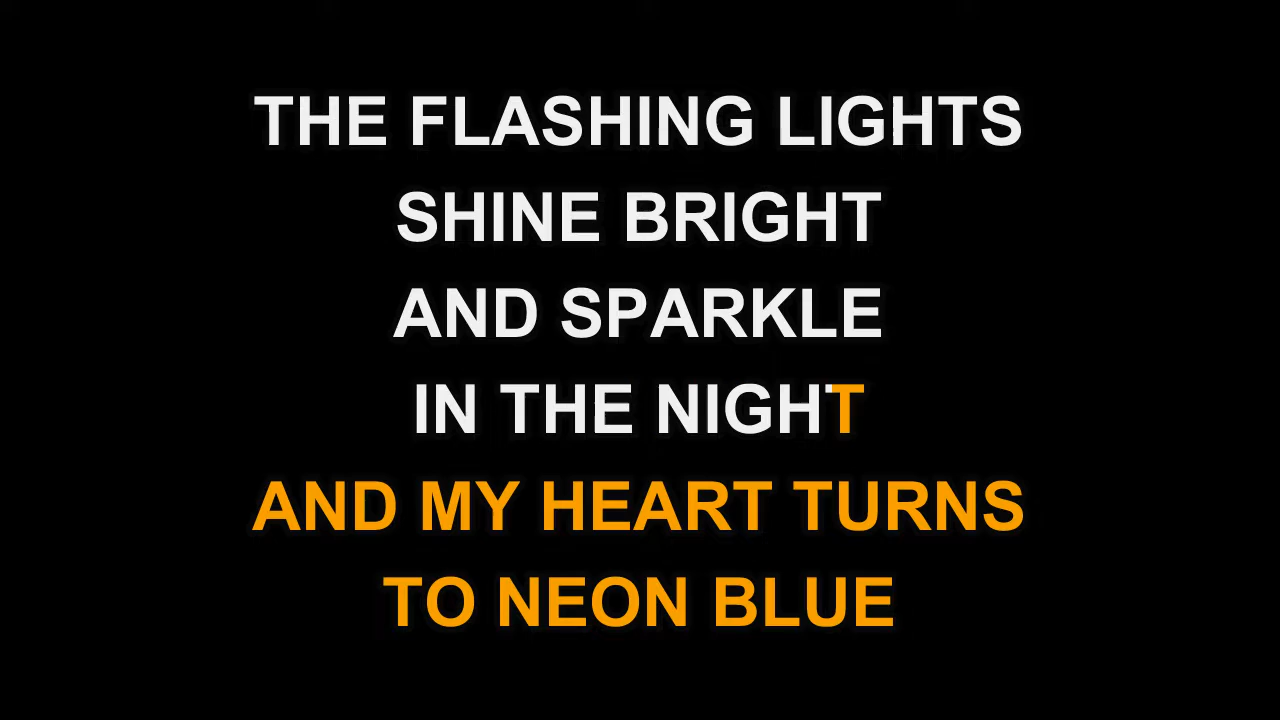 THE FLASHING LIGHTS
SHINE BRIGHT
AND SPARKLE
IN THE NIGHT
AND MY HEART TURNS
TO NEON BLUE